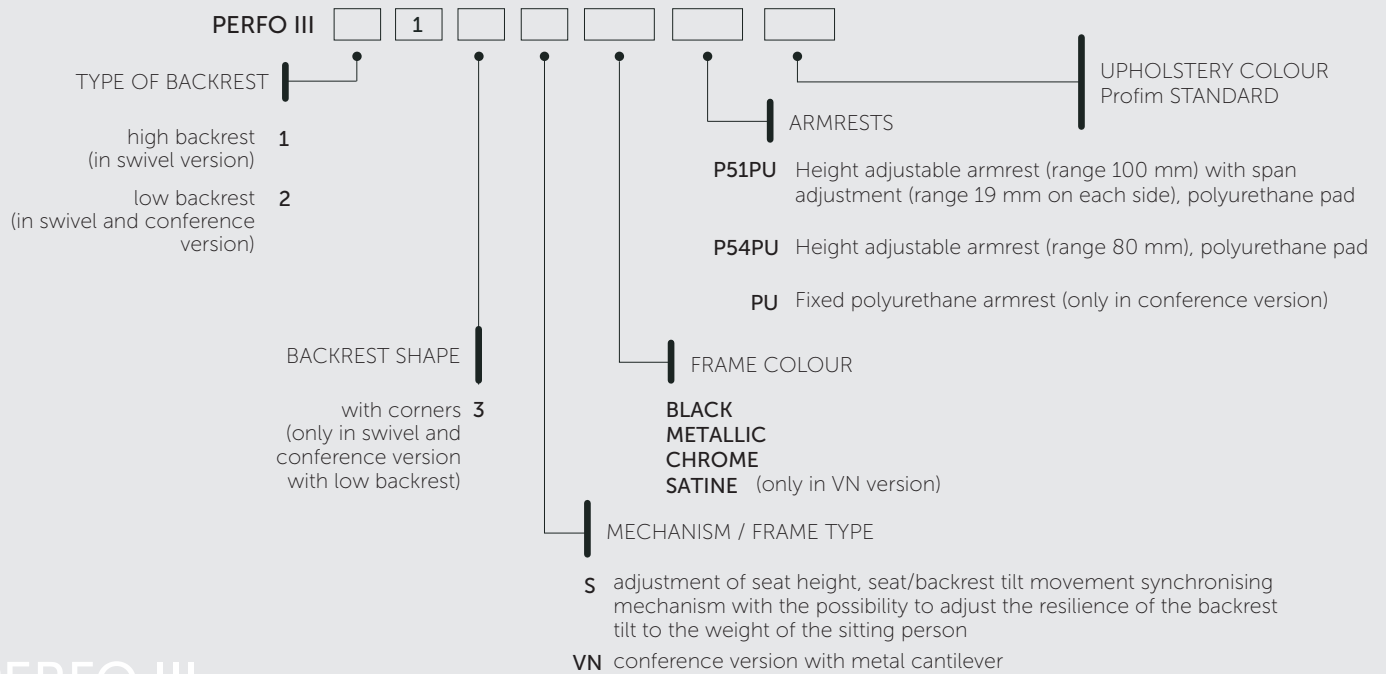 PERFO III 1
TYPE OF BACKREST
high backrest 1
(in swivel version)
low backrest 2
(in swivel and conference
version)
UPHOLSTERY COLOUR
Profim STANDARD
ARMRESTS
P51PU Height adjustable armrest (range 100 mm) with span
adjustment (range 19 mm on each side), polyurethane pad
P54PU Height adjustable armrest (range 80 mm), polyurethane pad
PU Fixed polyurethane armrest (only in conference version)
BACKREST SHAPE
with corners 3
(only in swivel and
conference version
with low backrest)
FRAME COLOUR
BLACK
METALLIC
CHROME
SATINE (only in VN version)
MECHANISM / FRAME TYPE
S adjustment of seat height, seat/backrest tilt movement synchronising
mechanism with the possibility to adjust the resilience of the backrest
tilt to the weight of the sitting person
VN conference version with metal cantilever
PERFO III